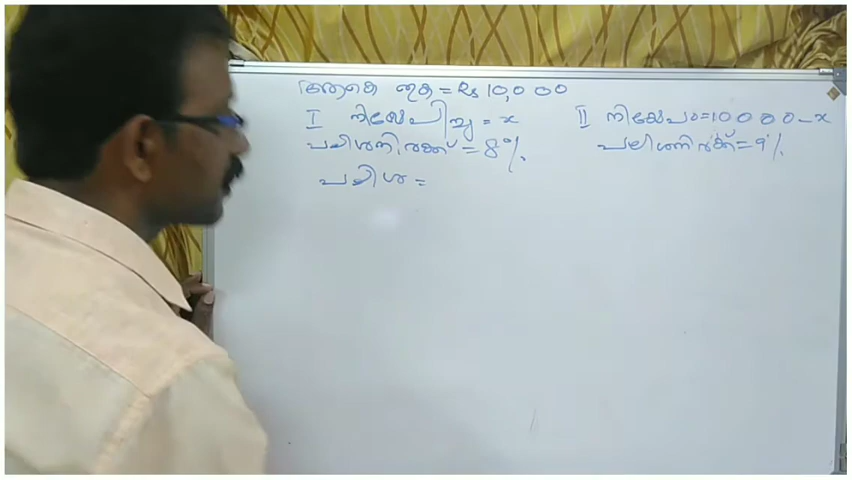 ആകെ തുക = Rs 10,000
I നിക്ഷേപിച്ചു = x
II നിക്ഷേപം = 10000 - x
പലിശനിരക്ക് = 8%
പലിശനിരക്ക് = 9%
പലിശ =